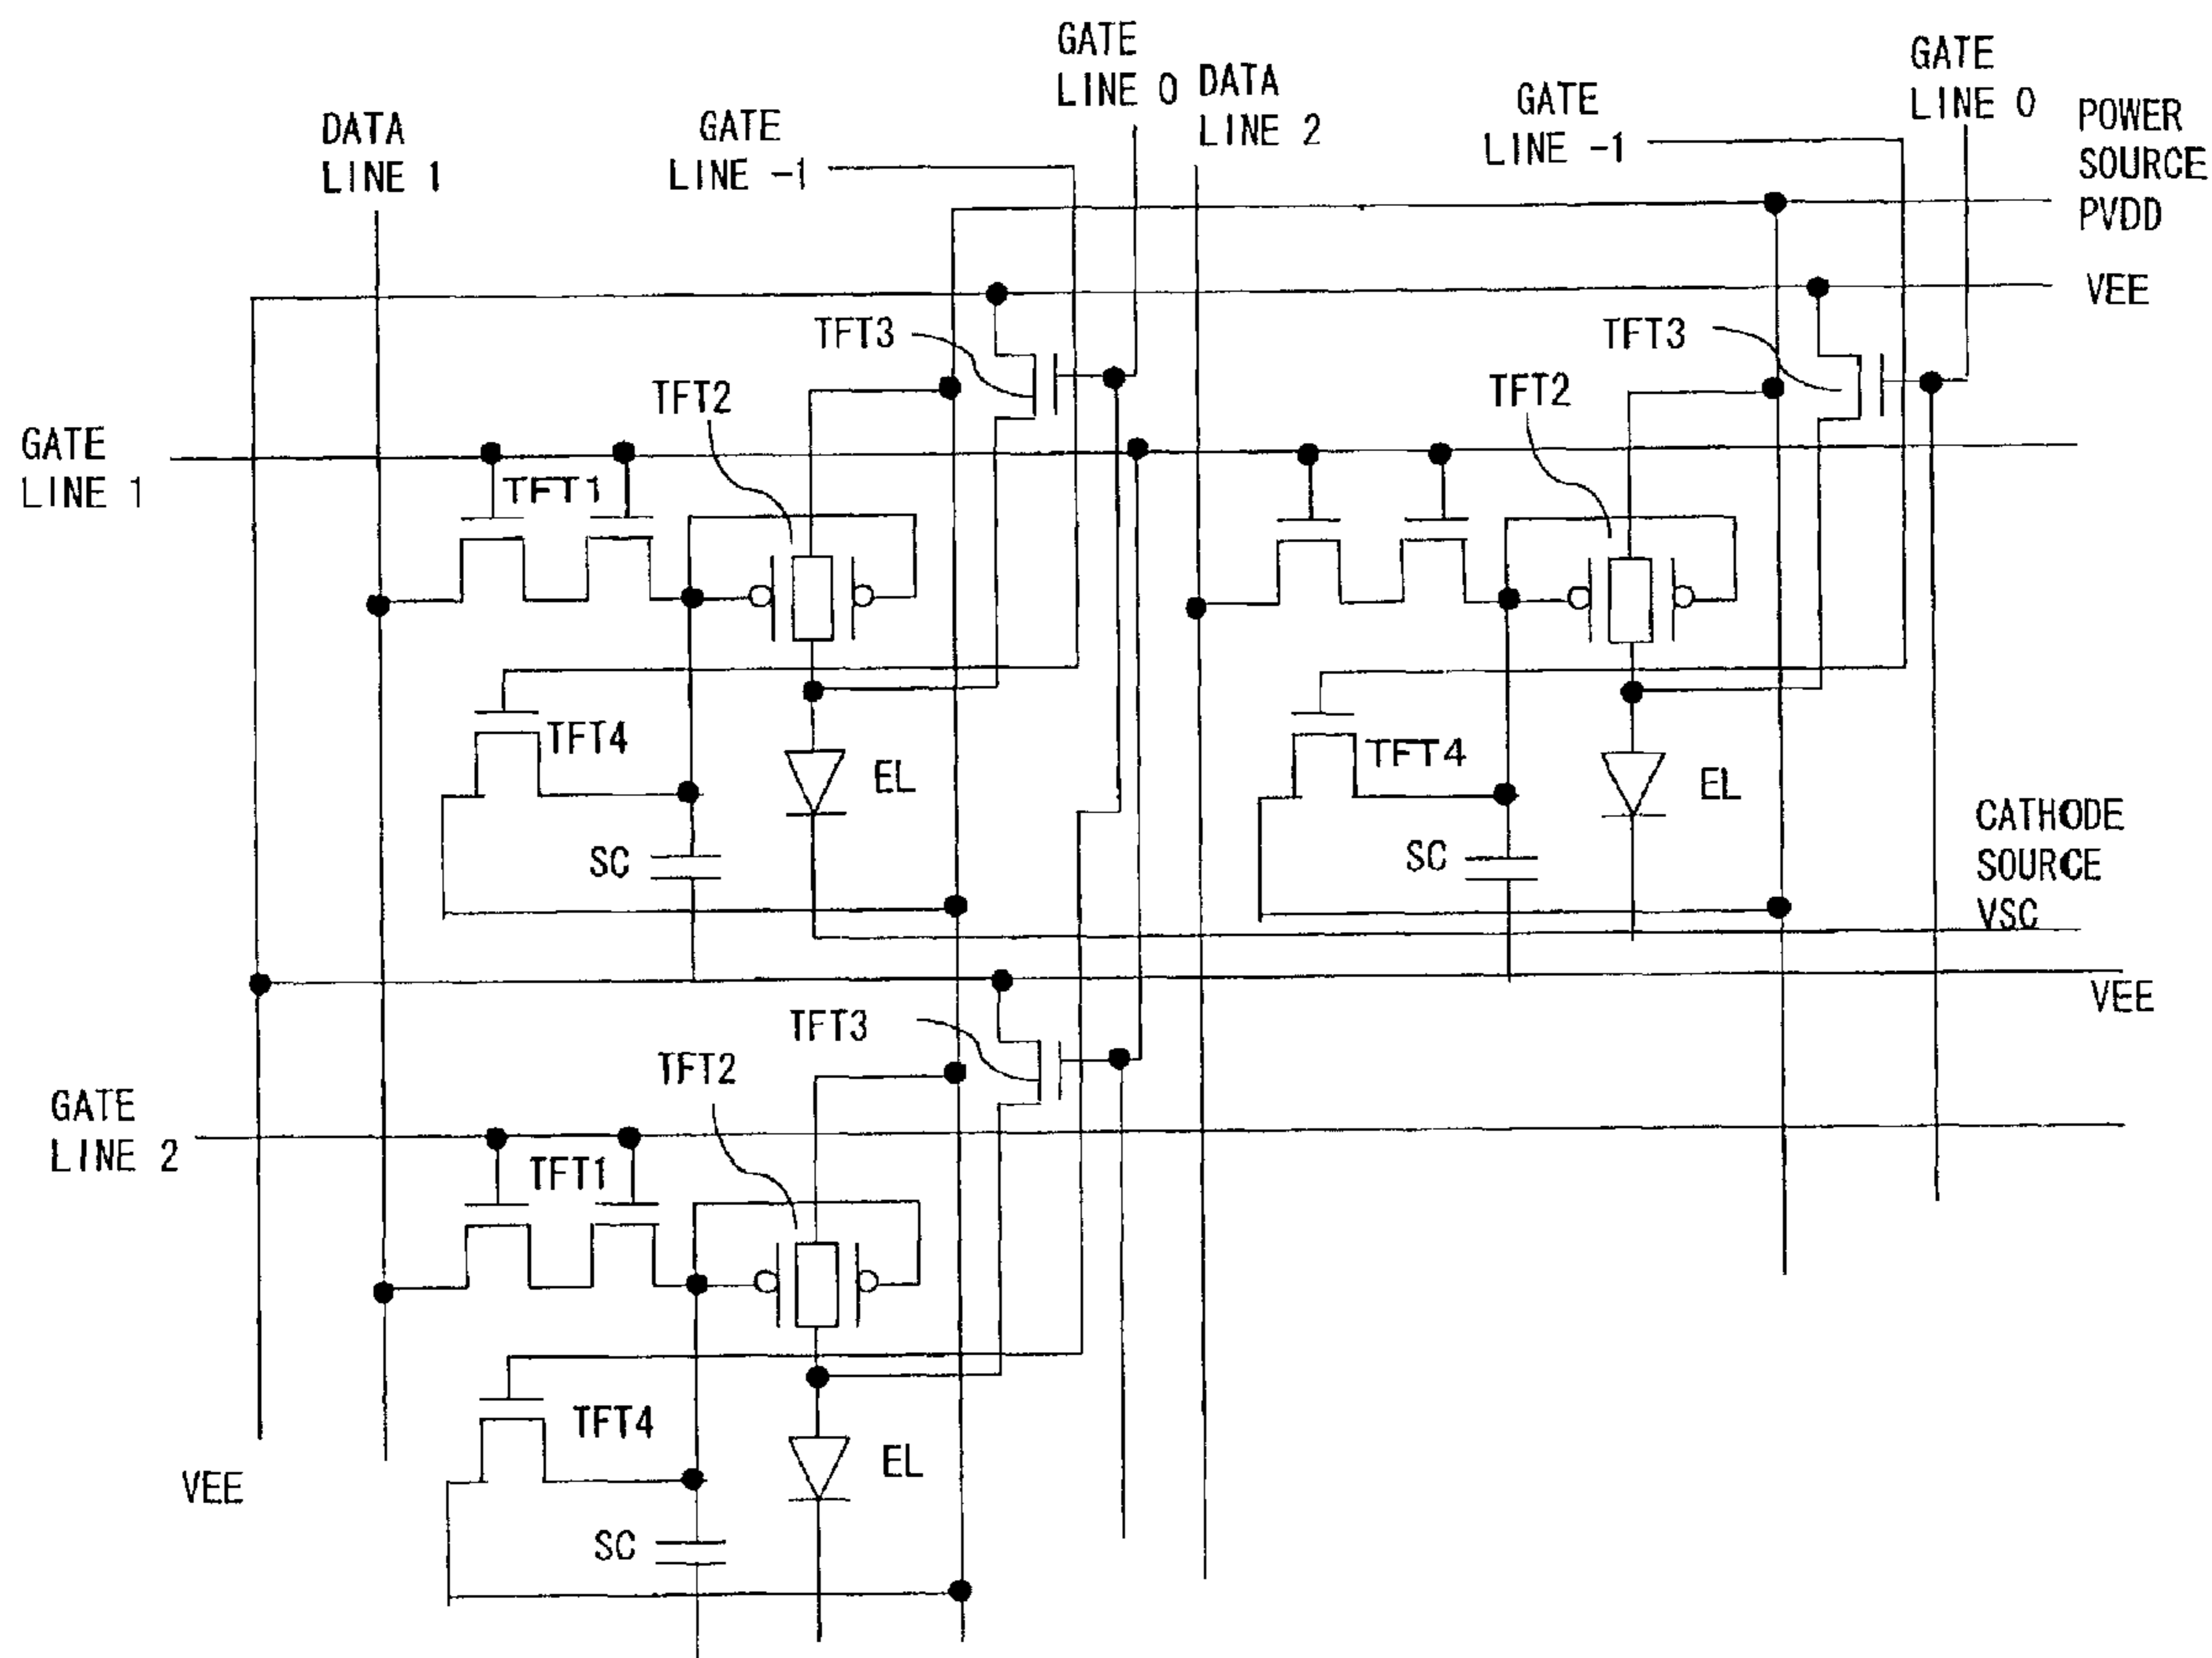 GATE
LINE 0
DATA
LINE 2
GATE
LINE 0
DATA
LINE 1
GATE
LINE -1
GATE
LINE -1
POWER
SOURCE
PVDD
VEE
TFT3
TFT3
TFT2
TFT2
GATE
LINE 1
TFT1
TFT4
EL
TFT4
EL
SC
SC
CATHODE
SOURCE
VSC
VEE
TFT3
TFT2
GATE
LINE 2
TFT1
TFT4
EL
VEE
SC